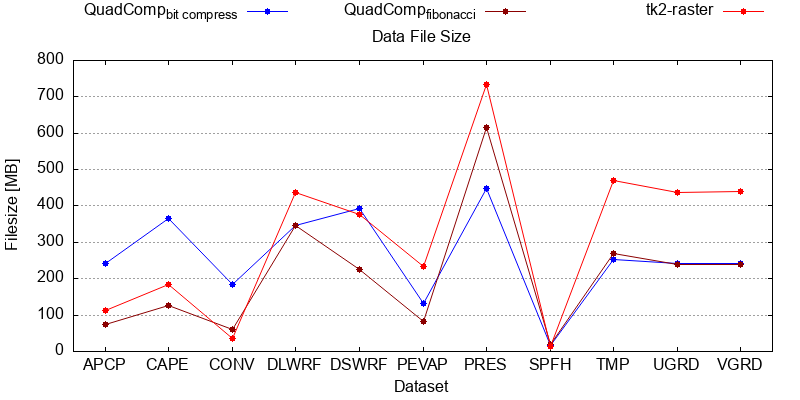 QuadComp bit compress QuadComp fibonacci tk2-raster
Data File Size
800
700
600
500
400
300
200
100
0
Filesize [MB]
APCP CAPE CONV DLWRF DSWRF PEVAP PRES SPFH TMP UGRD VGRD
Dataset